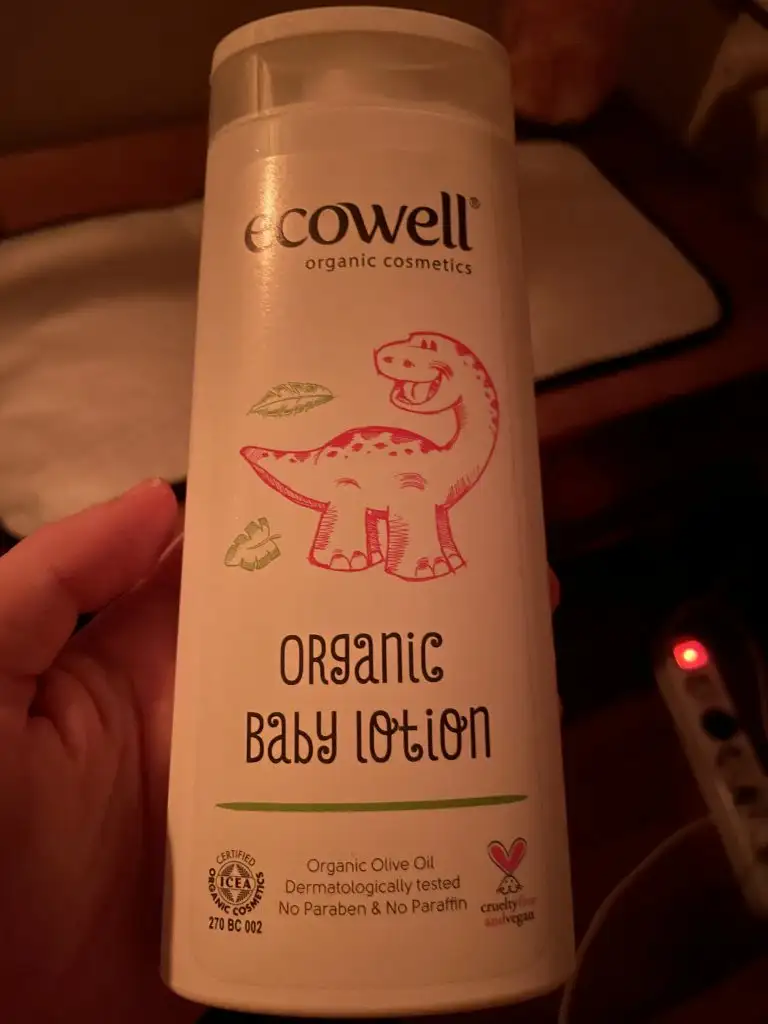 ecowell®
organic cosmetics
ORganic
Baby lotion
CERTIFIED
ICEA
ORGANIC COSMETICS
270 BC 002
Organic Olive Oil
Dermatologically tested
No Paraben & No Paraffin
crueltyfree
andvegan